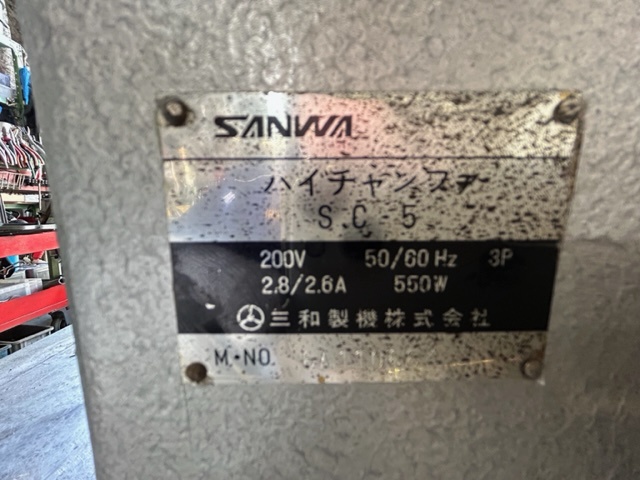 SANWA
ハイチャンファー
S.C-5
200V 50/60Hz 3P
2.8/2.6A 550W
三和製機株式会社
M・NO.